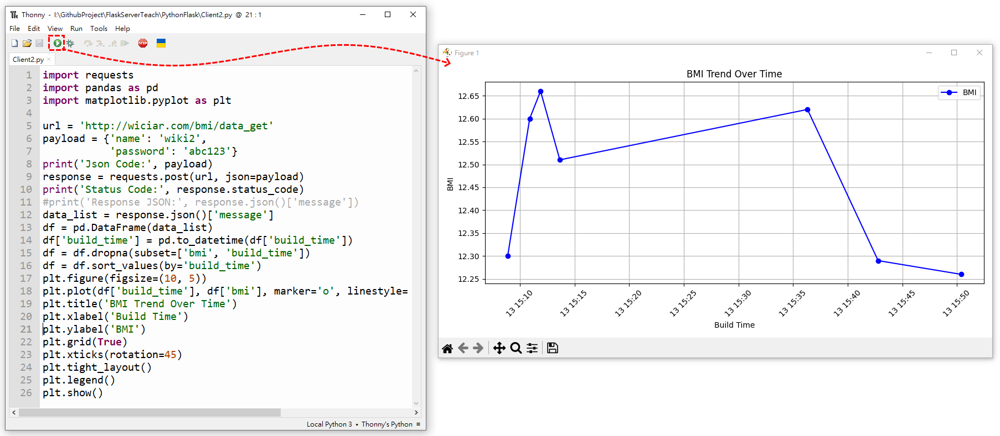 Thonny - I:\GithubProject\FlaskServerTeach\PythonFlask\Client2.py @ 21 : 1
File Edit View Run Tools Help
STOP
Client2.py
1 import requests
2 import pandas as pd
3 import matplotlib.pyplot as plt
4
5 url = 'http://wiciar.com/bmi/data_get'
6 payload = {'name': 'wiki2',
7 'password': 'abc123'}
8 print('Json Code:', payload)
9 response = requests.post(url, json=payload)
10 print('Status Code:', response.status_code)
11 #print('Response JSON:', response.json()['message'])
12 data_list = response.json()['message']
13 df = pd.DataFrame(data_list)
14 df['build_time'] = pd.to_datetime(df['build_time'])
15 df = df.dropna(subset=['bmi', 'build_time'])
16 df = df.sort_values(by='build_time')
17 plt.figure(figsize=(10, 5))
18 plt.plot(df['build_time'], df['bmi'], marker='o', linestyle=
19 plt.title('BMI Trend Over Time')
20 plt.xlabel('Build Time')
21 plt.ylabel('BMI')
22 plt.grid(True)
23 plt.xticks(rotation=45)
24 plt.tight_layout()
25 plt.legend()
26 plt.show()
Local Python 3 • Thonny's Python ≡
Figure 1
BMI Trend Over Time
BMI
12.65
12.60
12.55
12.50
12.45
12.40
12.35
12.30
12.25
BMI
13 15:10
13 15:15
13 15:20
13 15:25
13 15:30
13 15:35
13 15:40
13 15:45
13 15:50
Build Time